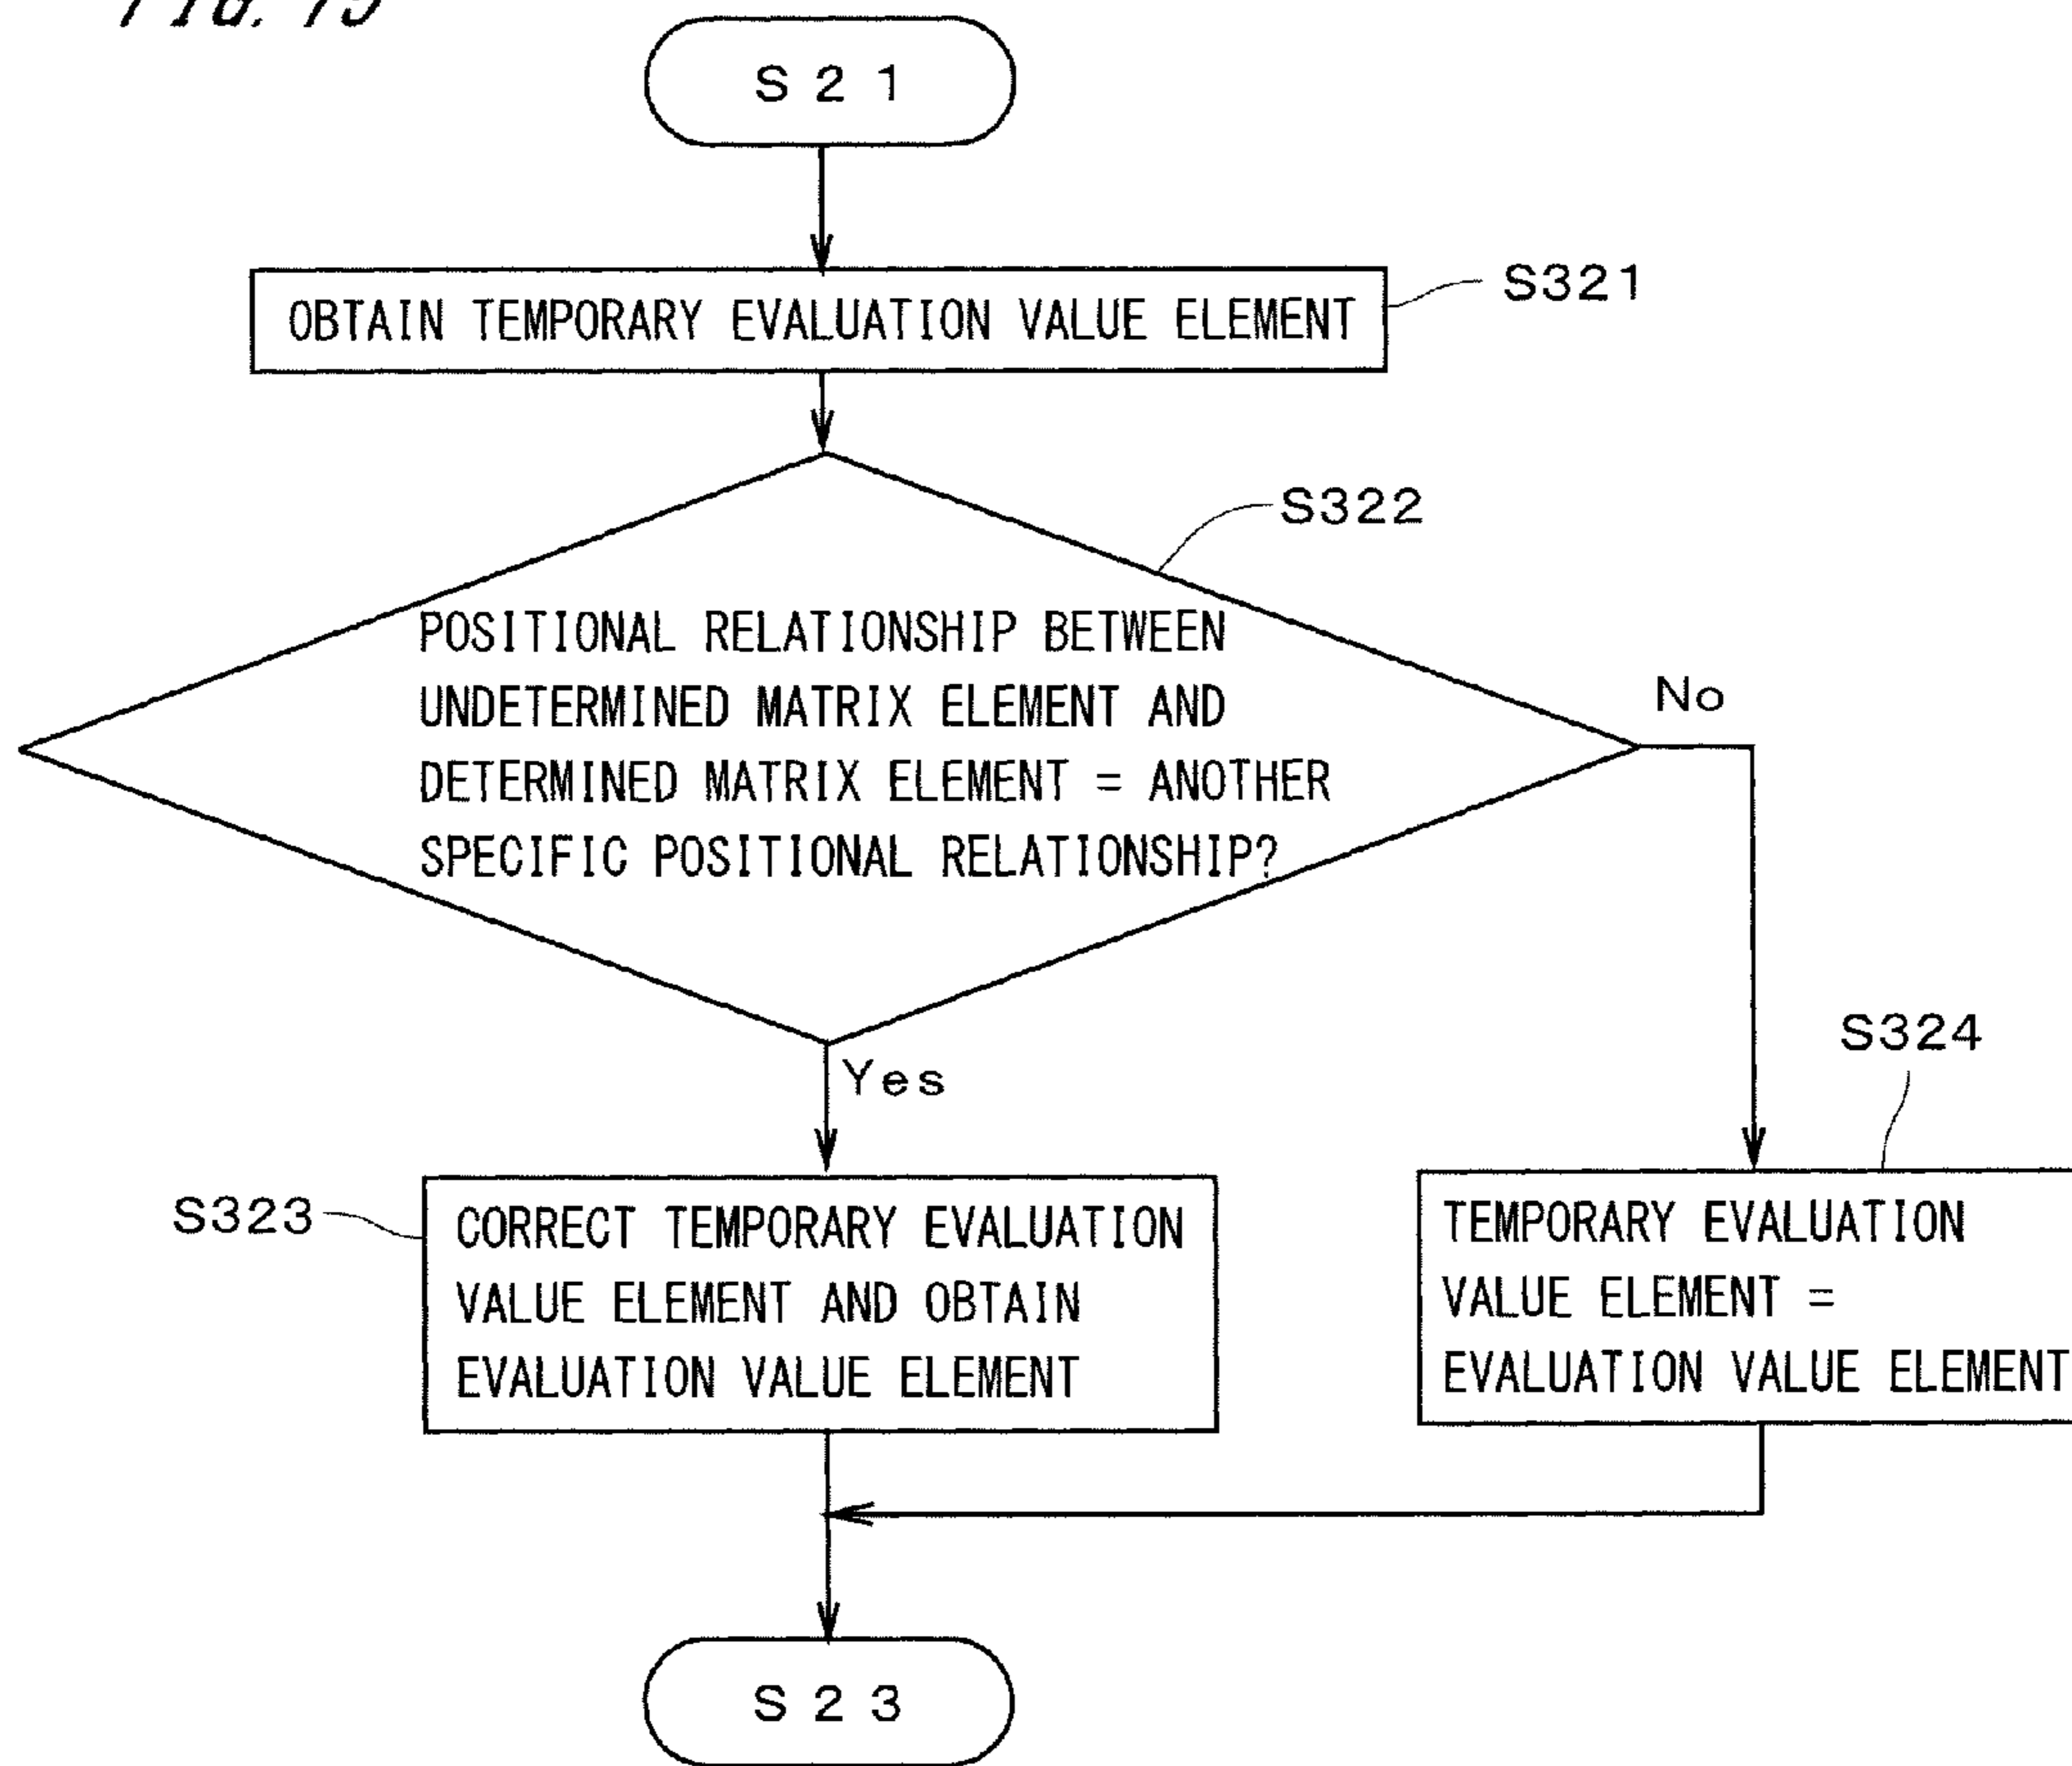 S 2 1
OBTAIN TEMPORARY EVALUATION VALUE ELEMENT
S321
S322
POSITIONAL RELATIONSHIP BETWEEN
UNDETERMINED MATRIX ELEMENT AND
DETERMINED MATRIX ELEMENT = ANOTHER
SPECIFIC POSITIONAL RELATIONSHIP?
No
Yes
S324
S323
CORRECT TEMPORARY EVALUATION
VALUE ELEMENT AND OBTAIN
EVALUATION VALUE ELEMENT
TEMPORARY EVALUATION
VALUE ELEMENT =
EVALUATION VALUE ELEMENT
S 2 3